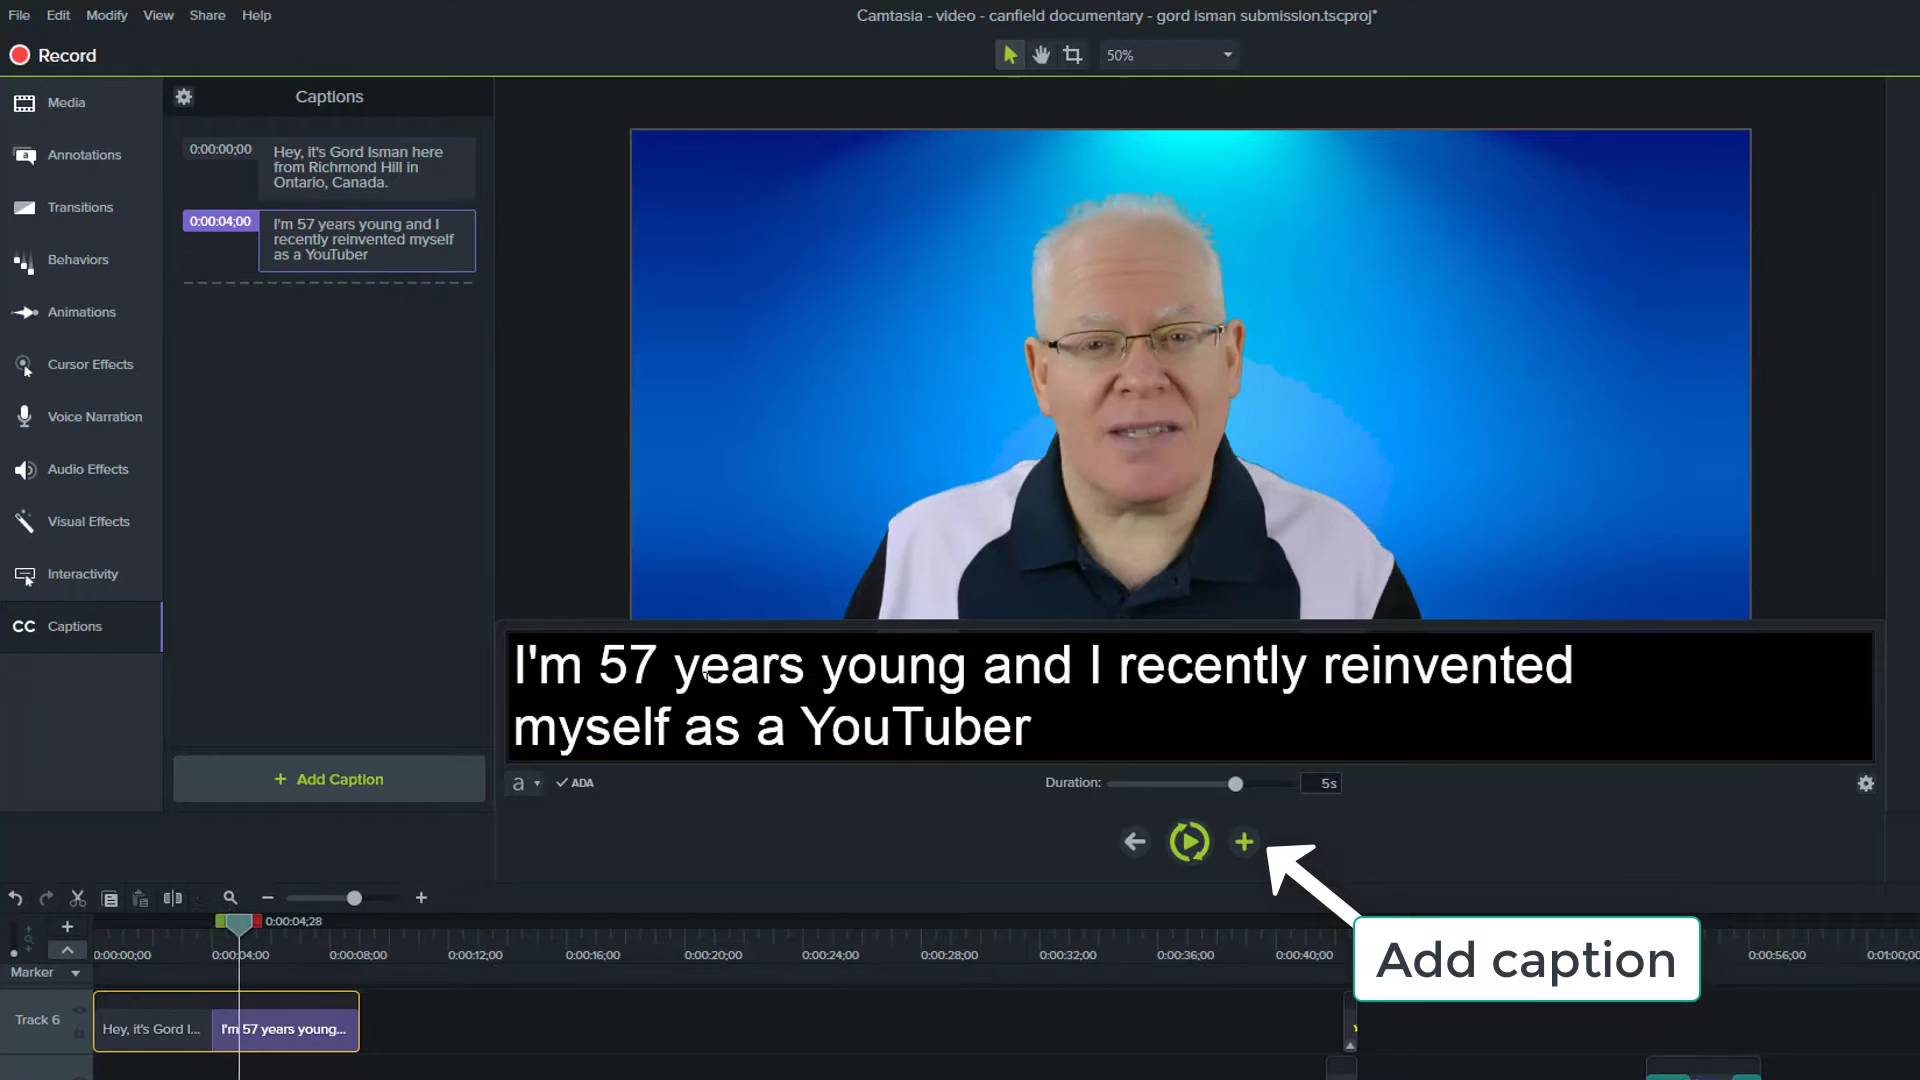 File Edit Modify View Share Help
Camtasia - video - canfield documentary - gord isman submission.tscproj*
Record
50%
Media
Annotations
Transitions
Behaviors
Animations
Cursor Effects
Voice Narration
Audio Effects
Visual Effects
Interactivity
CC Captions
Captions
0:00:00;00
Hey, it's Gord Isman here
from Richmond Hill in
Ontario, Canada.
0:00:04;00
I'm 57 years young and I
recently reinvented myself
as a YouTuber
+ Add Caption
I'm 57 years young and I recently reinvented
myself as a YouTuber
a
ADA
Duration:
5s
Add caption
0:00:04;28
0:00:00;00 0:00:04;00 0:00:08;00 0:00:12;00 0:00:16;00 0:00:20;00 0:00:24;00 0:00:28;00 0:00:32;00 0:00:36;00 0:00:40;00 0:00:56;00
Marker
Track 6
Hey, it's Gord I...
I'm 57 years young...